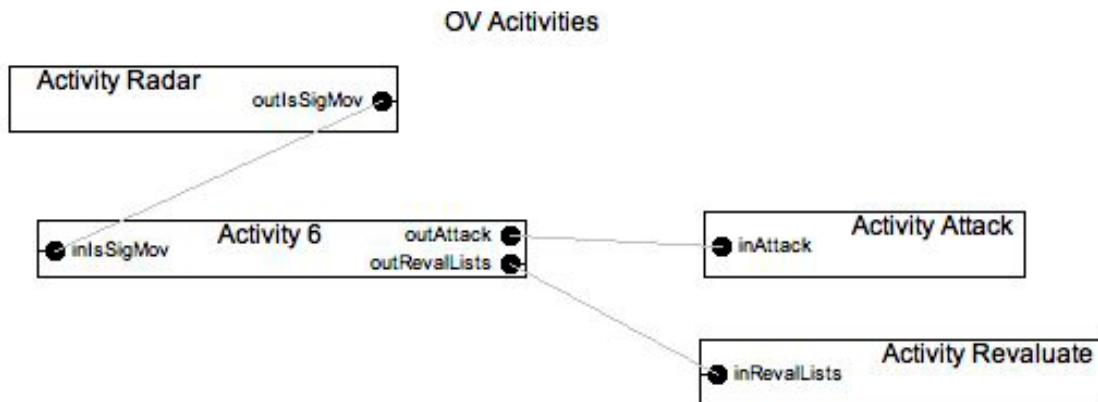 OV Acitivities
Activity Radar
outIsSigMov
inIsSigMov
Activity 6
outAttack
outRevalLists
Activity Attack
inAttack
Activity Revaluate
inRevalLists